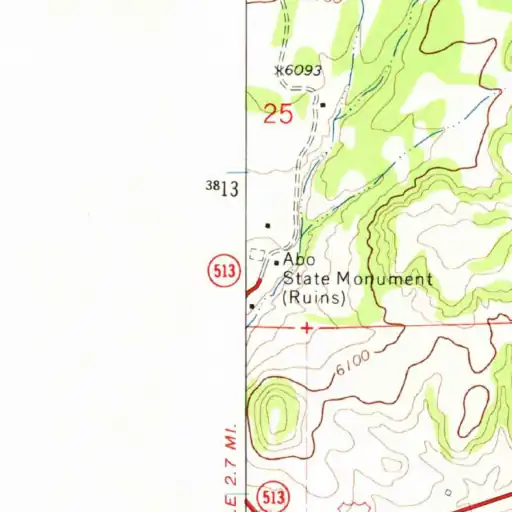 ×6093
25
3813
Abo
513
State Monument
(Ruins)
6100
E 2.7 MI.
513